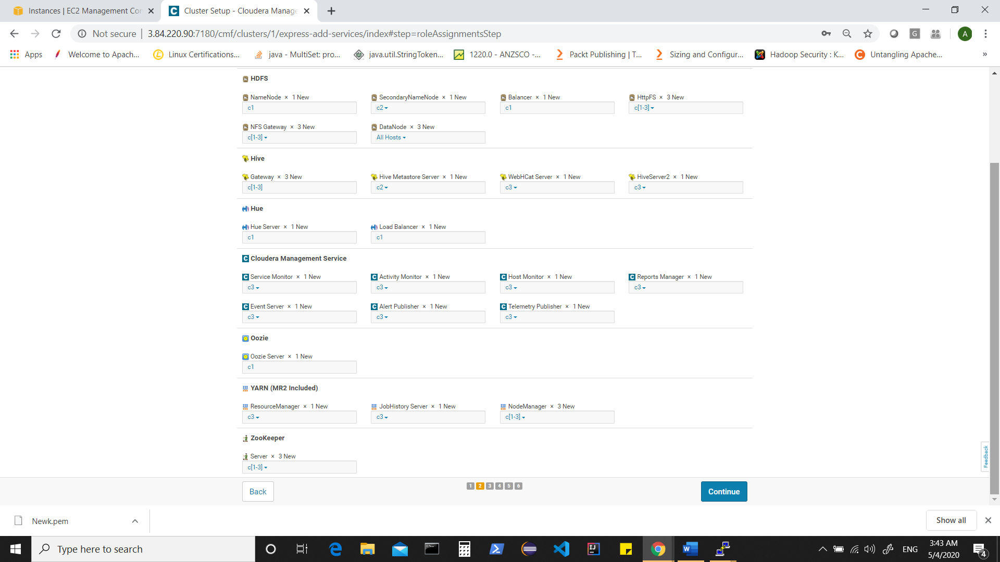 Instances | EC2 Management Con
Cluster Setup - Cloudera Manage
Not secure | 3.84.220.90:7180/cmf/clusters/1/express-add-services/index#step=roleAssignmentsStep
G
A
Apps
Welcome to Apach...
Linux Certifications...
java - MultiSet: pro...
java.util.StringToken...
1220.0 - ANZSCO -...
Packt Publishing | T...
Sizing and Configur...
Hadoop Security : K...
Untangling Apache...
»
HDFS
NameNode × 1 New
SecondaryNameNode × 1 New
Balancer × 1 New
HttpFS × 3 New
c1
c2
c1
c[1-3]
NFS Gateway × 3 New
DataNode × 3 New
c[1-3]
All Hosts
Hive
Gateway × 3 New
Hive Metastore Server × 1 New
WebHCat Server × 1 New
HiveServer2 × 1 New
c[1-3]
c2
c3
c3
Hue
Hue Server × 1 New
Load Balancer × 1 New
c1
c1
Cloudera Management Service
Service Monitor × 1 New
Activity Monitor × 1 New
Host Monitor × 1 New
Reports Manager × 1 New
c3
c3
c3
c3
Event Server × 1 New
Alert Publisher × 1 New
Telemetry Publisher × 1 New
c3
c3
c3
Oozie
Oozie Server × 1 New
c1
YARN (MR2 Included)
ResourceManager × 1 New
JobHistory Server × 1 New
NodeManager × 3 New
c3
c3
c[1-3]
ZooKeeper
Server × 3 New
c[1-3]
Feedback
Back
1 2 3 4 5 6
Continue
Newk.pem
Show all
Type here to search
ENG
3:43 AM
5/4/2020
4